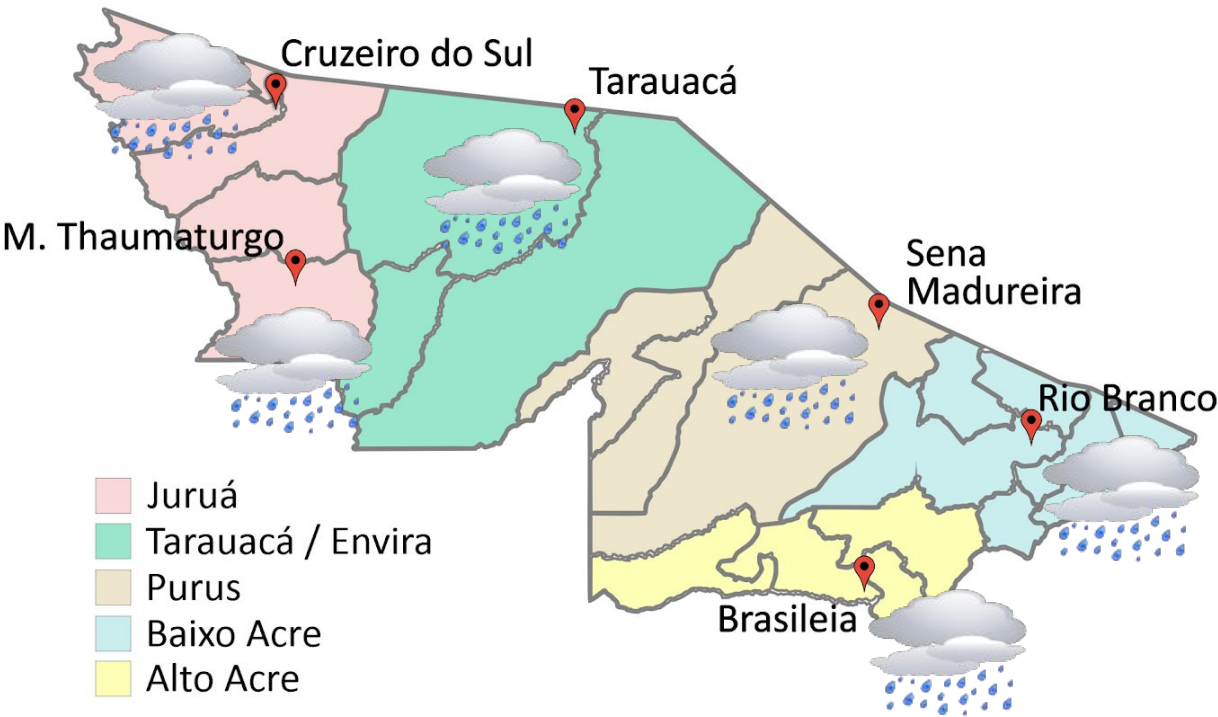 Cruzeiro do Sul
Tarauacá
M. Thaumaturgo
Sena
Madureira
Rio Branco
Brasileia
Juruá
Tarauacá / Envira
Purus
Baixo Acre
Alto Acre